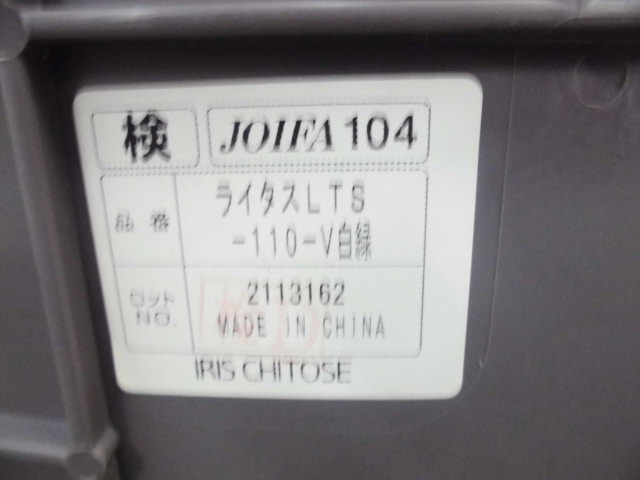 検 JOIFA 104
品番 ライタスLTS
-110-V白緑
ロット 2113162
NO. MADE IN CHINA
IRIS CHITOSE